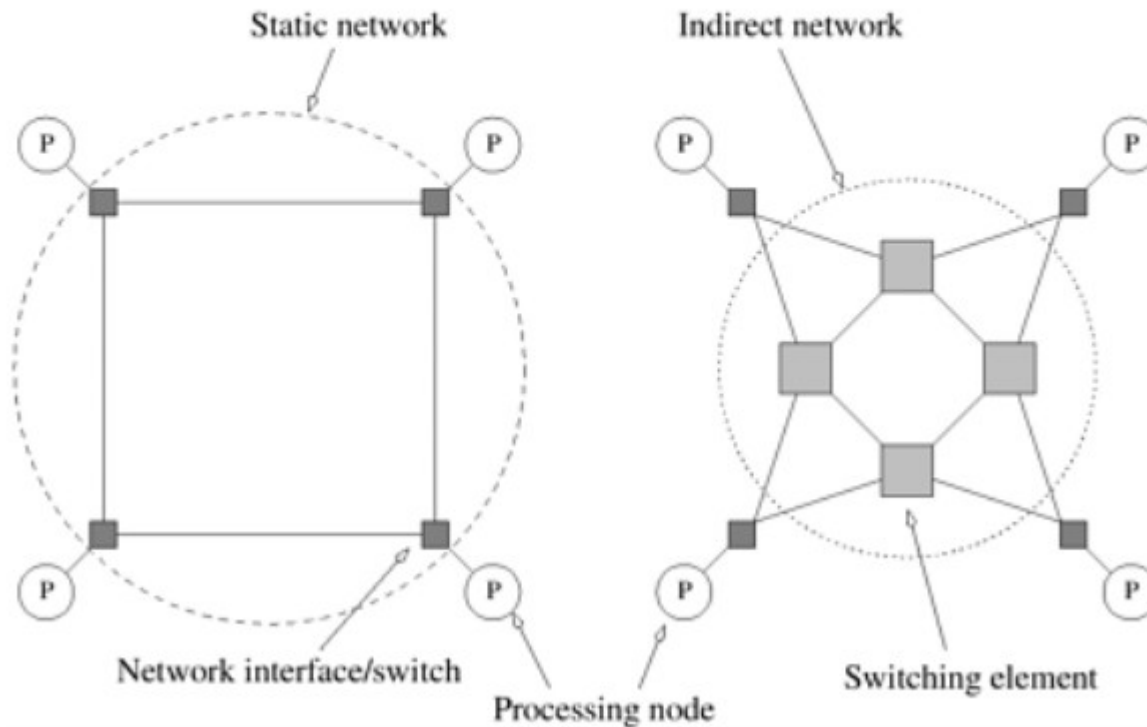 Static network
Indirect network
P
P
P
P
P
P
P
P
Network interface/switch
Processing node
Switching element